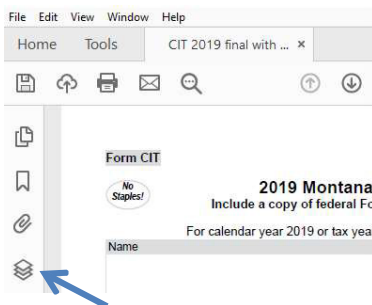 File Edit View Window Help
Home Tools CIT 2019 final with ... ×
Form CIT
No
Staples!
2019 Montana
Include a copy of federal Fo
For calendar year 2019 or tax yea
Name